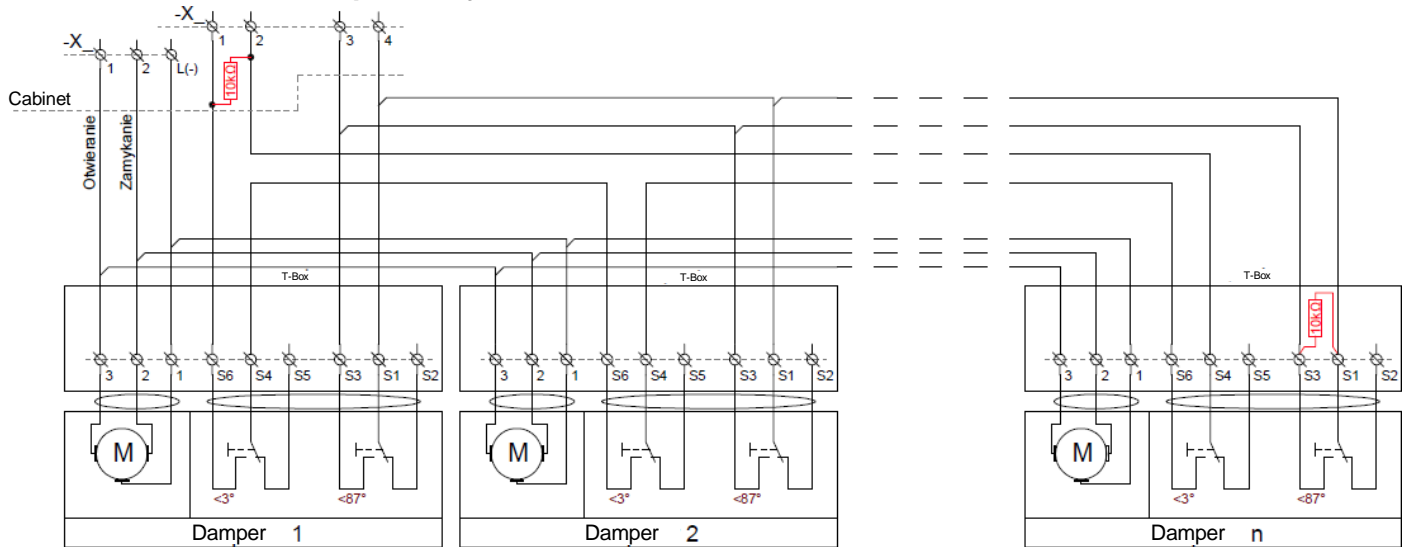 -X_ 1 2 3 4
-X_ 1 2 L(-)
10kΩ
Cabinet
Otwieranie
Zamykanie
T-Box T-Box T-Box
10kΩ
3 2 1 S6 S4 S5 S3 S1 S2 3 2 1 S6 S4 S5 S3 S1 S2 3 2 1 S6 S4 S5 S3 S1 S2
M M M
<3° <87° <3° <87° <3° <87°
Damper 1 Damper 2 Damper n